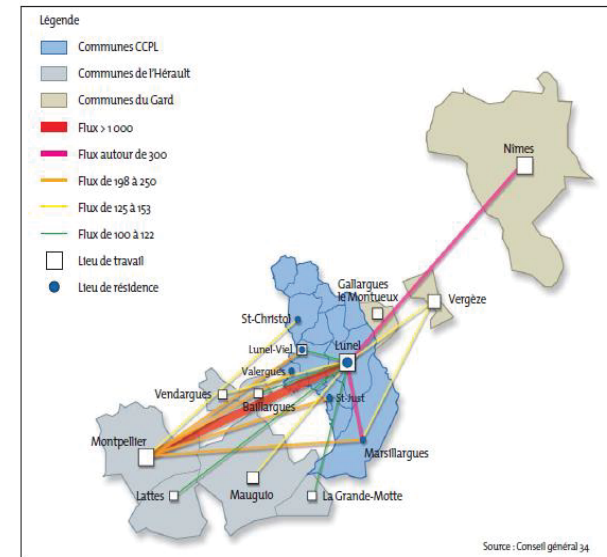 Légende
Communes CCPL
Communes de l'Hérault
Communes du Gard
Flux > 1 000
Flux autour de 300
Flux de 198 à 250
Flux de 125 à 153
Flux de 100 à 122
Lieu de travail
Lieu de résidence
Nîmes
Gallargues
le Montueux
Vergèze
St-Christol
Lunel-Viel
Lunel
Valergues
Vendargues
Baillargues
St-Just
Montpellier
Marsillargues
Lattes
Mauguio
La Grande-Motte
Source : Conseil général 34